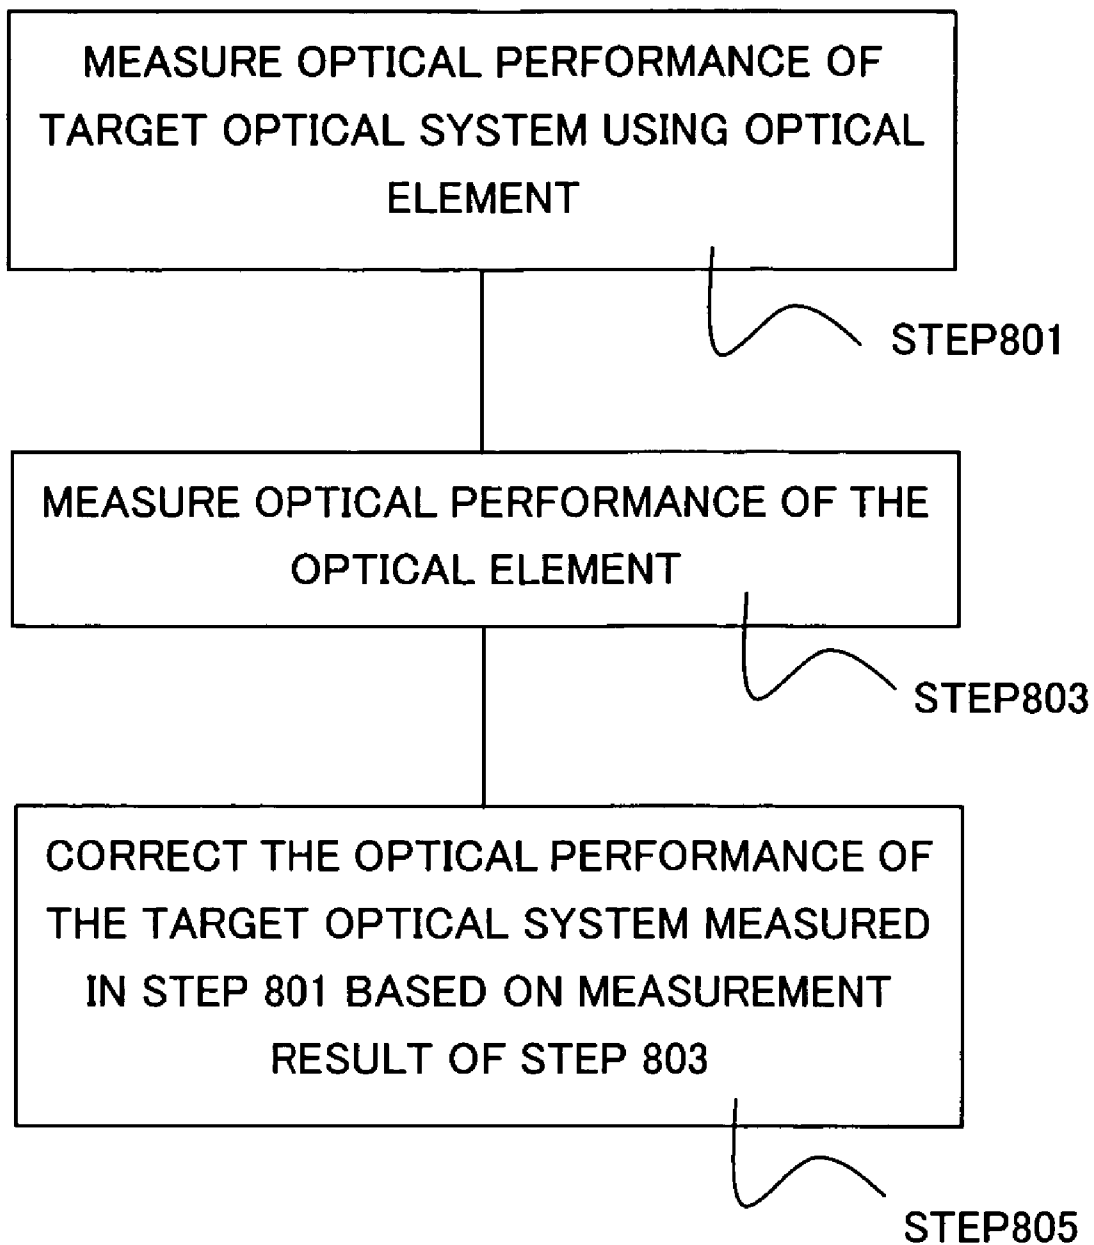 MEASURE OPTICAL PERFORMANCE OF
TARGET OPTICAL SYSTEM USING OPTICAL
ELEMENT
STEP801
MEASURE OPTICAL PERFORMANCE OF THE
OPTICAL ELEMENT
STEP803
CORRECT THE OPTICAL PERFORMANCE OF
THE TARGET OPTICAL SYSTEM MEASURED
IN STEP 801 BASED ON MEASUREMENT
RESULT OF STEP 803
STEP805